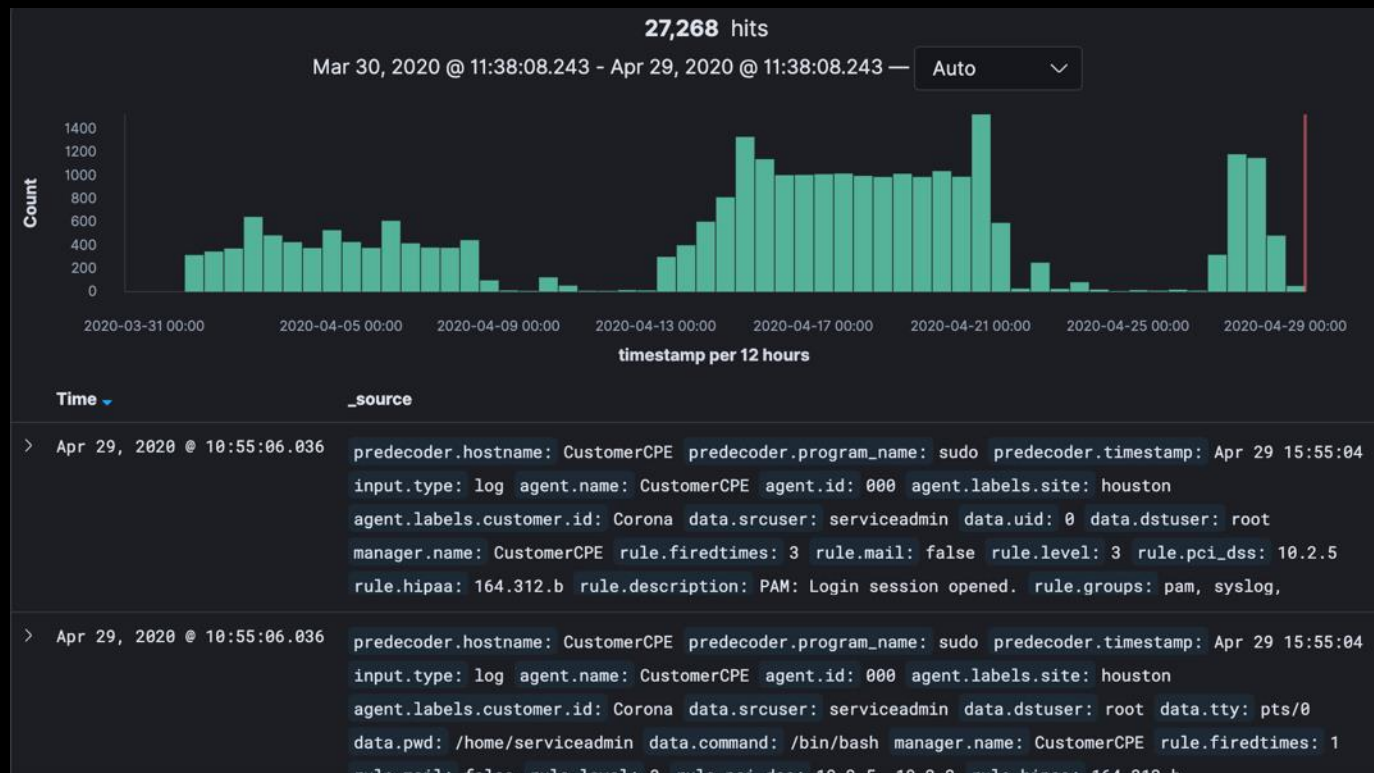 27,268 hits
Mar 30, 2020 @ 11:38:08.243 - Apr 29, 2020 @ 11:38:08.243 — Auto
Count
1400
1200
1000
800
600
400
200
0
2020-03-31 00:00 2020-04-05 00:00 2020-04-09 00:00 2020-04-13 00:00 2020-04-17 00:00 2020-04-21 00:00 2020-04-25 00:00 2020-04-29 00:00
timestamp per 12 hours
Time _source
Apr 29, 2020 @ 10:55:06.036 predecoder.hostname: CustomerCPE predecoder.program_name: sudo predecoder.timestamp: Apr 29 15:55:04
input.type: log agent.name: CustomerCPE agent.id: 000 agent.labels.site: houston
agent.labels.customer.id: Corona data.srcuser: serviceadmin data.uid: 0 data.dstuser: root
manager.name: CustomerCPE rule.firedtimes: 3 rule.mail: false rule.level: 3 rule.pci_dss: 10.2.5
rule.hipaa: 164.312.b rule.description: PAM: Login session opened. rule.groups: pam, syslog,
Apr 29, 2020 @ 10:55:06.036 predecoder.hostname: CustomerCPE predecoder.program_name: sudo predecoder.timestamp: Apr 29 15:55:04
input.type: log agent.name: CustomerCPE agent.id: 000 agent.labels.site: houston
agent.labels.customer.id: Corona data.srcuser: serviceadmin data.dstuser: root data.tty: pts/0
data.pwd: /home/serviceadmin data.command: /bin/bash manager.name: CustomerCPE rule.firedtimes: 1